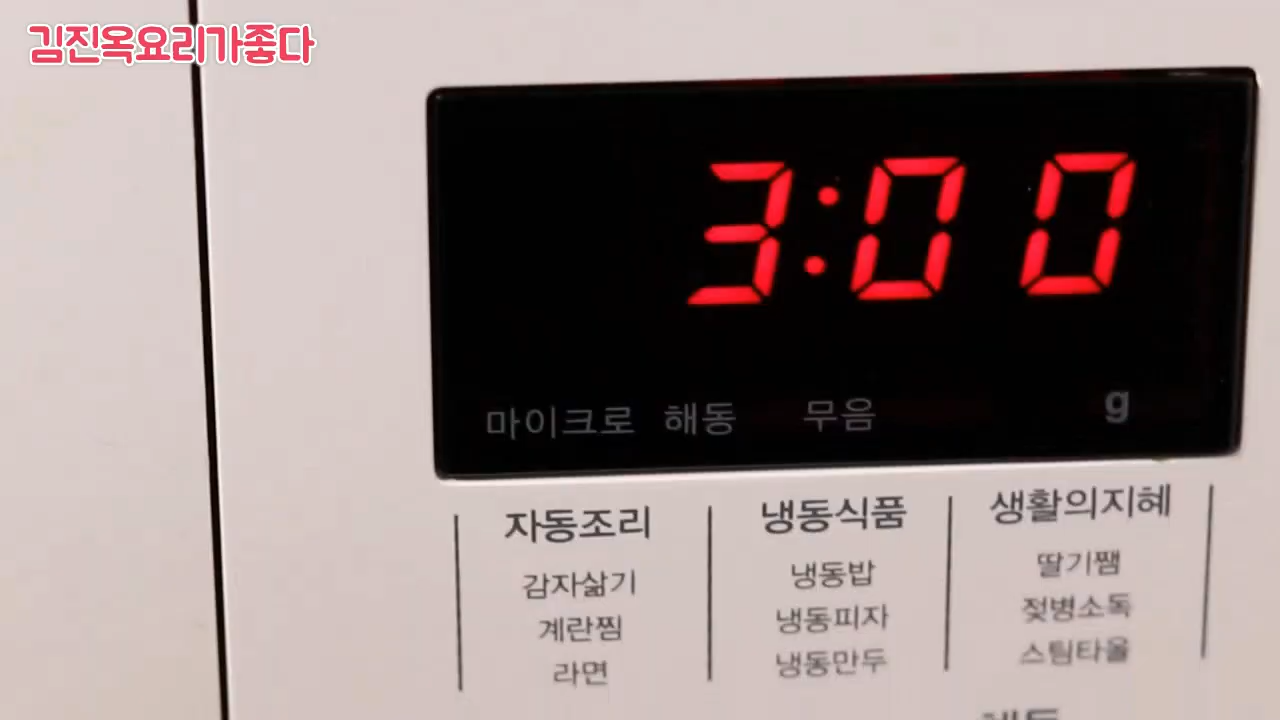 김진옥요리가좋다
3:00
마이크로 해동 무음 g
자동조리 냉동식품 생활의지혜
감자삶기 냉동밥 딸기쨈
계란찜 냉동피자 젖병소독
라면 냉동만두 스팀타올